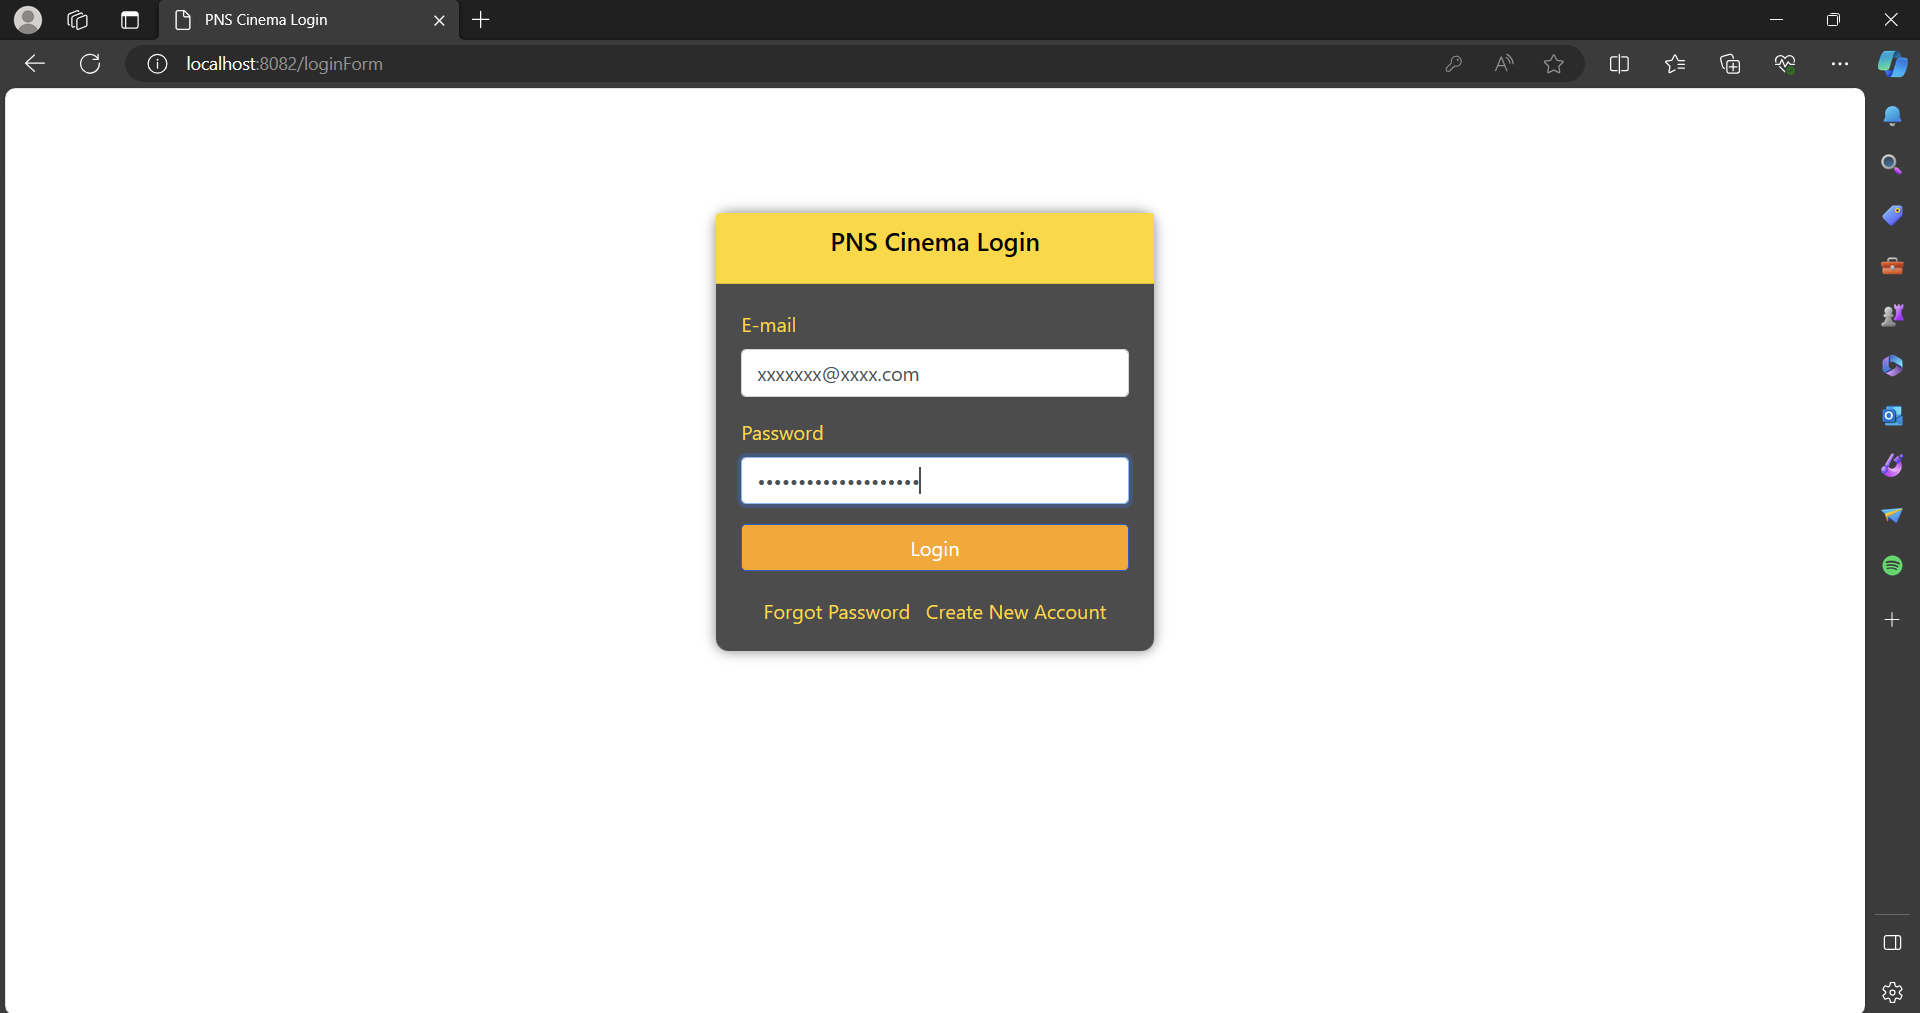 PNS Cinema Login
localhost:8082/loginForm
PNS Cinema Login
E-mail
xxxxxxx@xxxx.com
Password
••••••••••••••••••••
Login
Forgot Password Create New Account